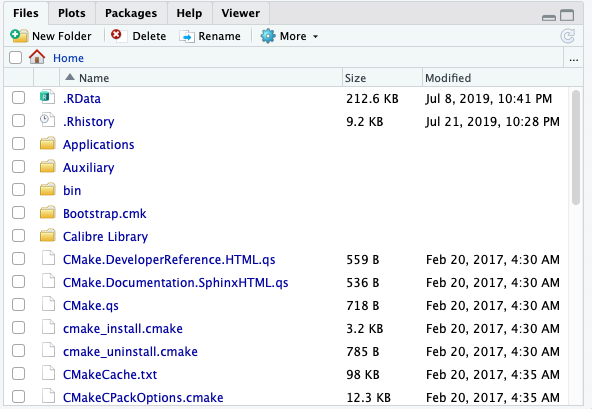 Files Plots Packages Help Viewer
New Folder Delete Rename More
Home ...
Name Size Modified
.RData 212.6 KB Jul 8, 2019, 10:41 PM
.Rhistory 9.2 KB Jul 21, 2019, 10:28 PM
Applications
Auxiliary
bin
Bootstrap.cmk
Calibre Library
CMake.DeveloperReference.HTML.qs 559 B Feb 20, 2017, 4:30 AM
CMake.Documentation.SphinxHTML.qs 536 B Feb 20, 2017, 4:30 AM
CMake.qs 718 B Feb 20, 2017, 4:30 AM
cmake_install.cmake 3.2 KB Feb 20, 2017, 4:30 AM
cmake_uninstall.cmake 785 B Feb 20, 2017, 4:30 AM
CMakeCache.txt 98 KB Feb 20, 2017, 4:35 AM
CMakeCPackOptions.cmake 12.3 KB Feb 20, 2017, 4:35 AM